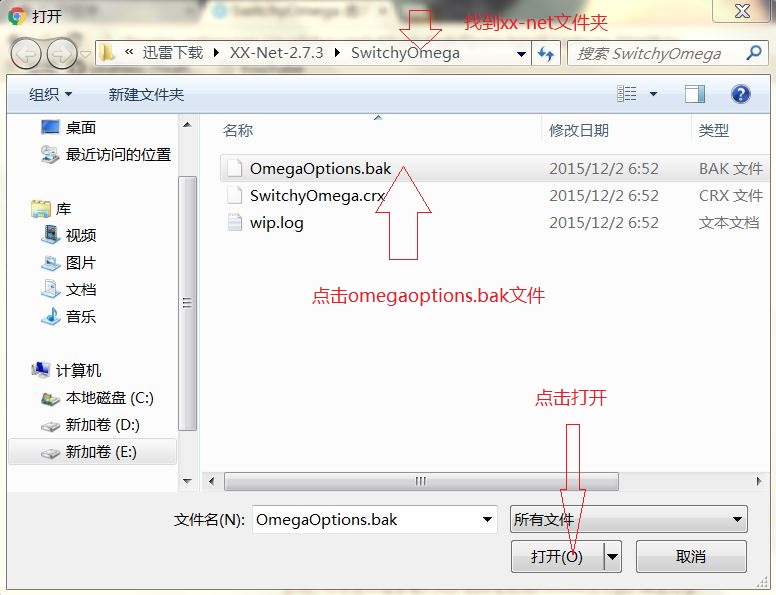 打开
找到xx-net文件夹
« 迅雷下载 XX-Net-2.7.3 SwitchyOmega
搜索 SwitchyOmega
组织 新建文件夹
桌面
最近访问的位置
库
视频
图片
文档
音乐
计算机
本地磁盘 (C:)
新加卷 (D:)
新加卷 (E:)
名称 修改日期 类型
OmegaOptions.bak 2015/12/2 6:52 BAK 文件
SwitchyOmega.crx 2015/12/2 6:52 CRX 文件
wip.log 2015/12/2 6:52 文本文档
点击omegaoptions.bak文件
点击打开
文件名(N): OmegaOptions.bak 所有文件
打开(O) 取消